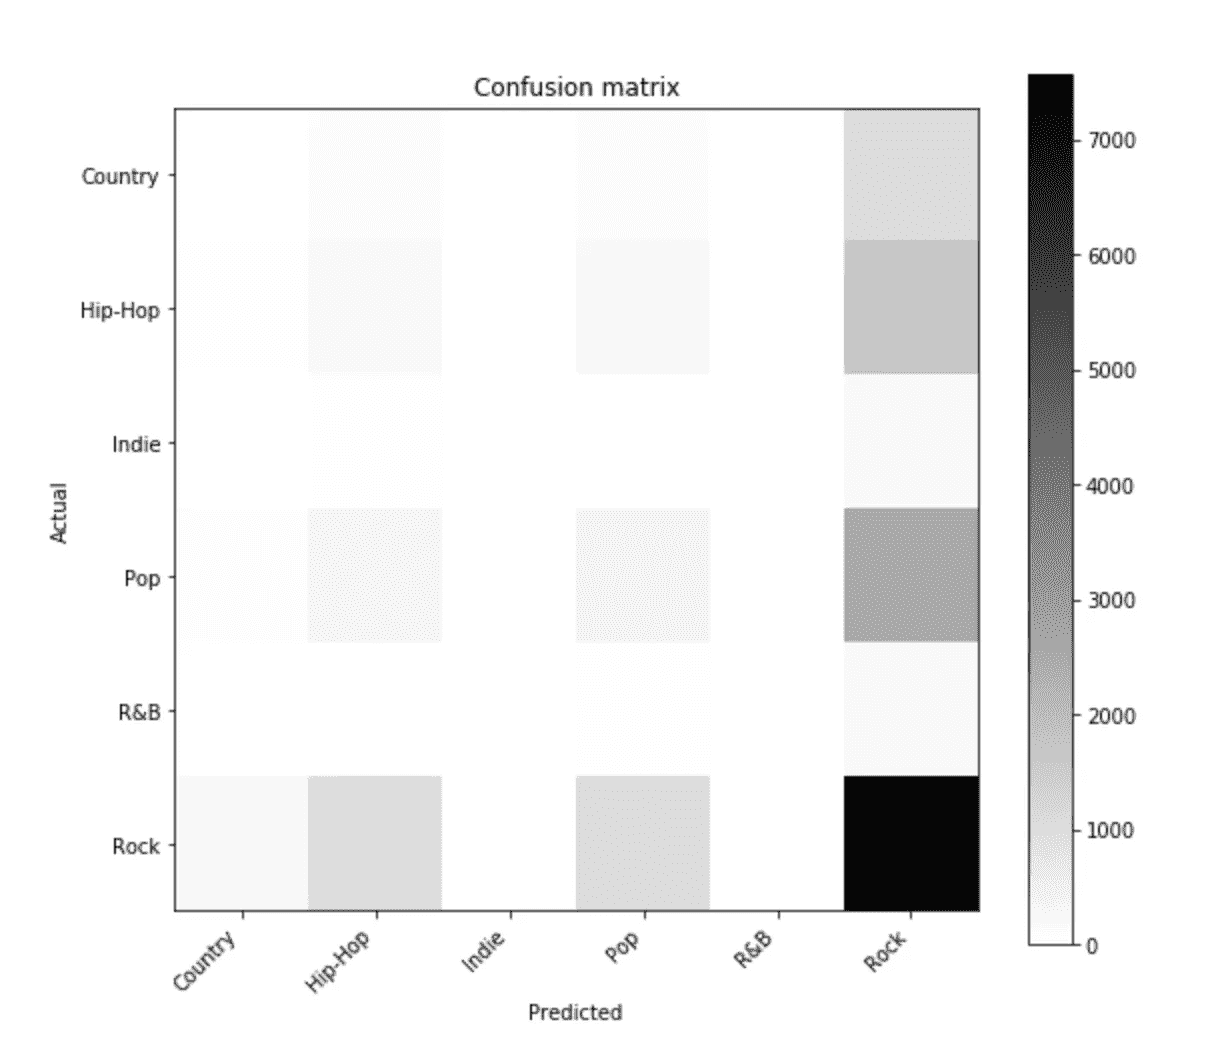 Confusion matrix
Country
Hip-Hop
Indie
Pop
R&B
Rock
Actual
Country
Hip-Hop
Indie
Pop
R&B
Rock
Predicted
7000
6000
5000
4000
3000
2000
1000
0